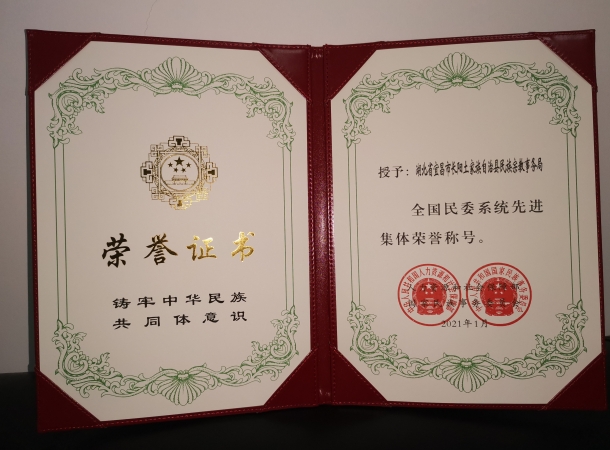 荣誉证书
铸牢中华民族
共同体意识
授予：湖北省宜昌市长阳土家族自治县民族宗教事务局
全国民委系统先进
集体荣誉称号。
2021年1月